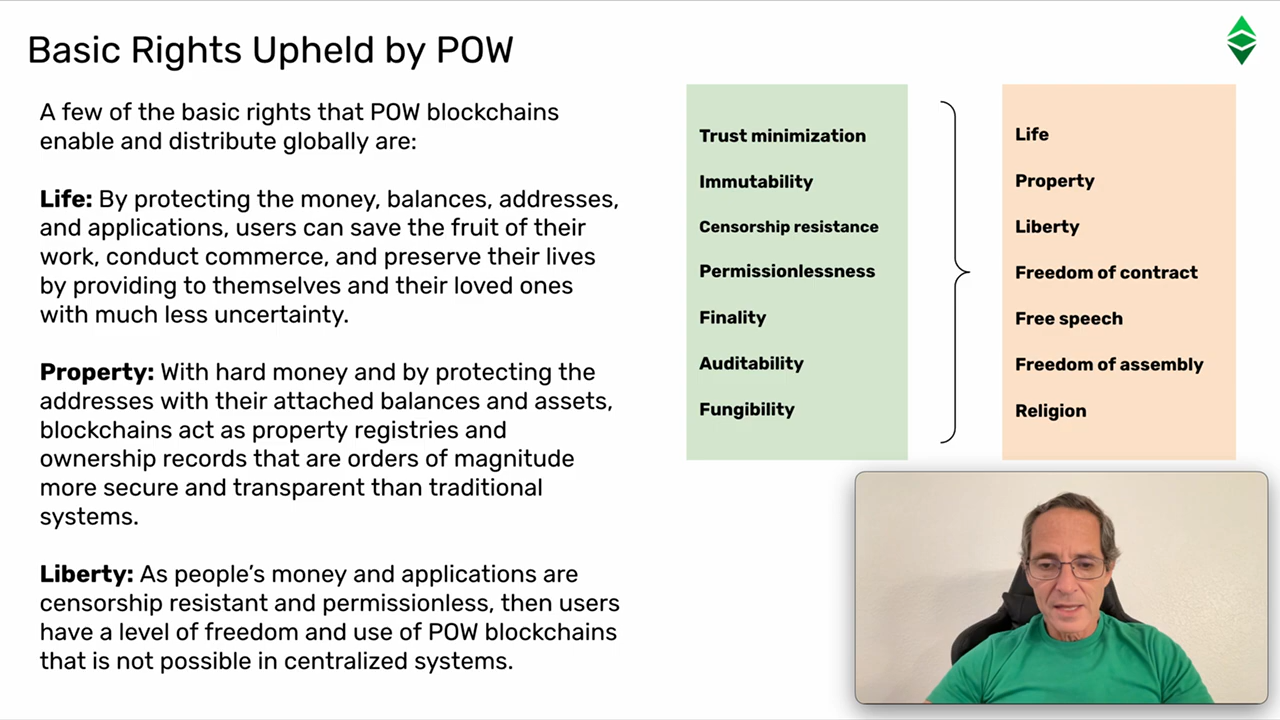 Basic Rights Upheld by POW
A few of the basic rights that POW blockchains
enable and distribute globally are:
Life: By protecting the money, balances, addresses,
and applications, users can save the fruit of their
work, conduct commerce, and preserve their lives
by providing to themselves and their loved ones
with much less uncertainty.
Property: With hard money and by protecting the
addresses with their attached balances and assets,
blockchains act as property registries and
ownership records that are orders of magnitude
more secure and transparent than traditional
systems.
Liberty: As people’s money and applications are
censorship resistant and permissionless, then users
have a level of freedom and use of POW blockchains
that is not possible in centralized systems.
Trust minimization
Immutability
Censorship resistance
Permissionlessness
Finality
Auditability
Fungibility
Life
Property
Liberty
Freedom of contract
Free speech
Freedom of assembly
Religion